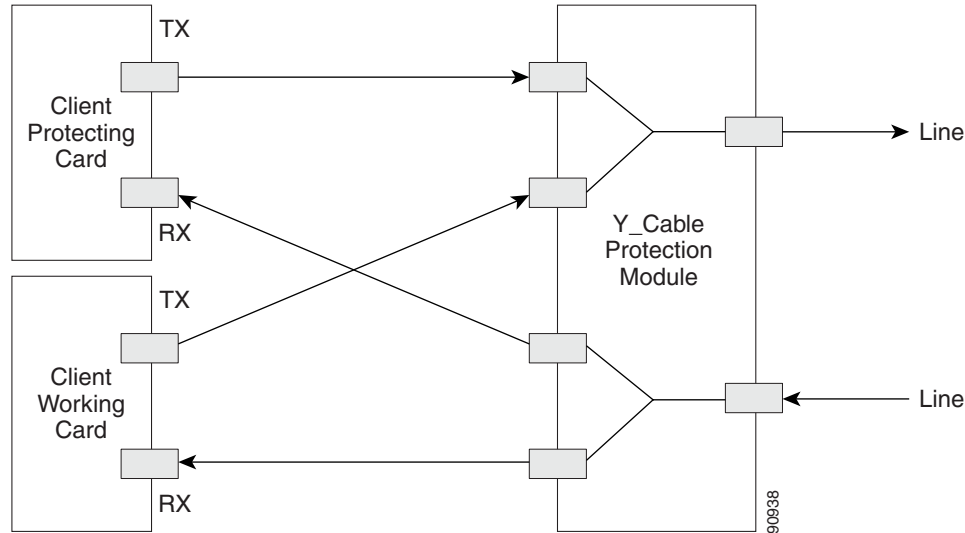 TX
Client
Protecting
Card
RX
Line
Y_Cable
Protection
Module
TX
Client
Working
Card
RX
Line
90938